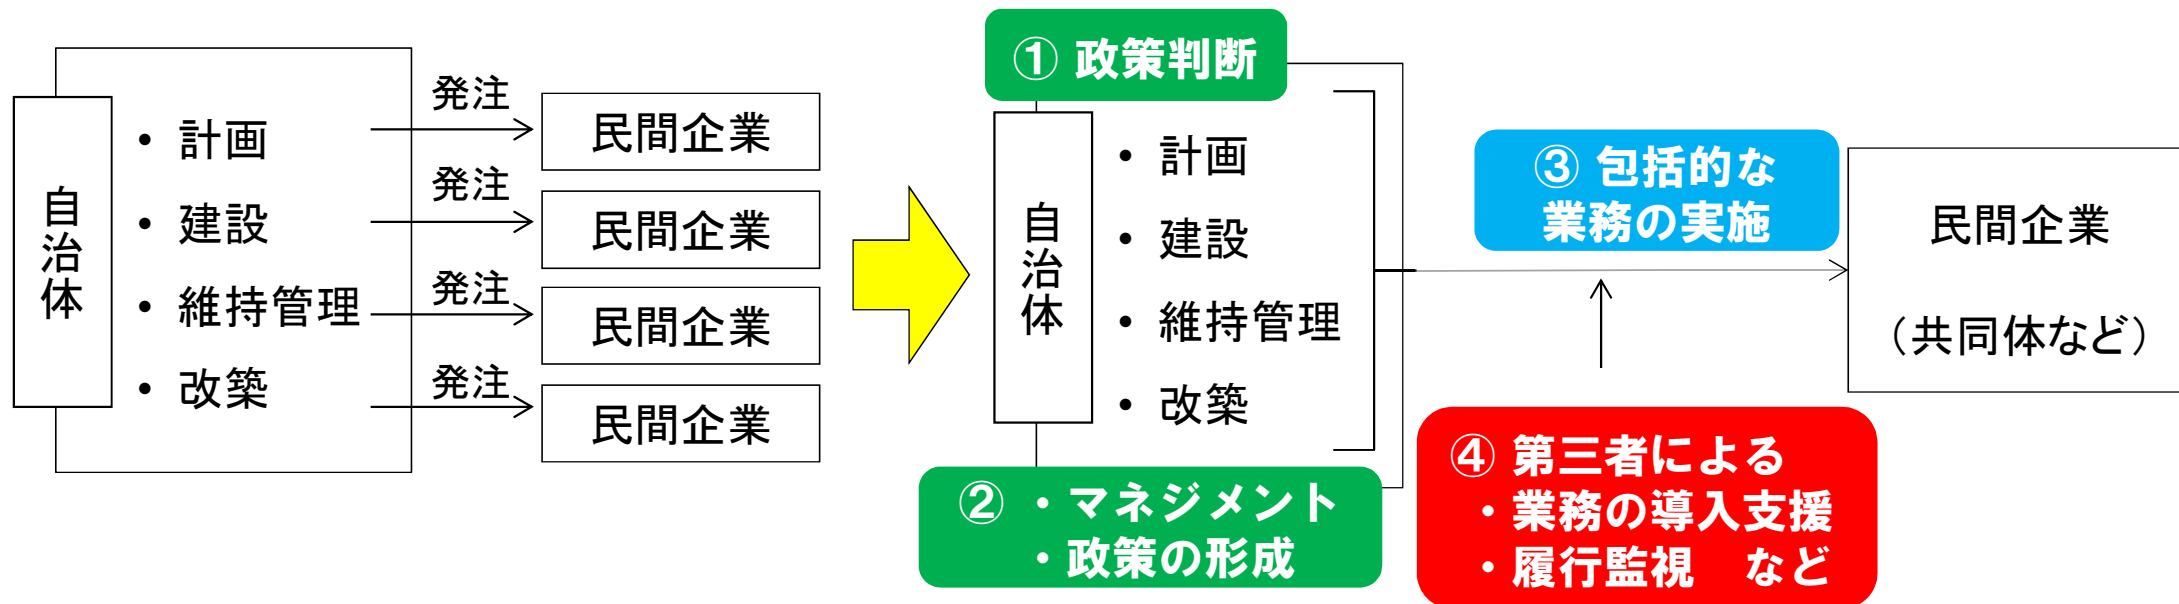 自治体
• 計画
• 建設
• 維持管理
• 改築
発注
発注
発注
発注
民間企業
民間企業
民間企業
民間企業
① 政策判断
自治体
• 計画
• 建設
• 維持管理
• 改築
② ・マネジメント
・政策の形成
③ 包括的な
業務の実施
④ 第三者による
・業務の導入支援
・履行監視　など
民間企業
（共同体など）